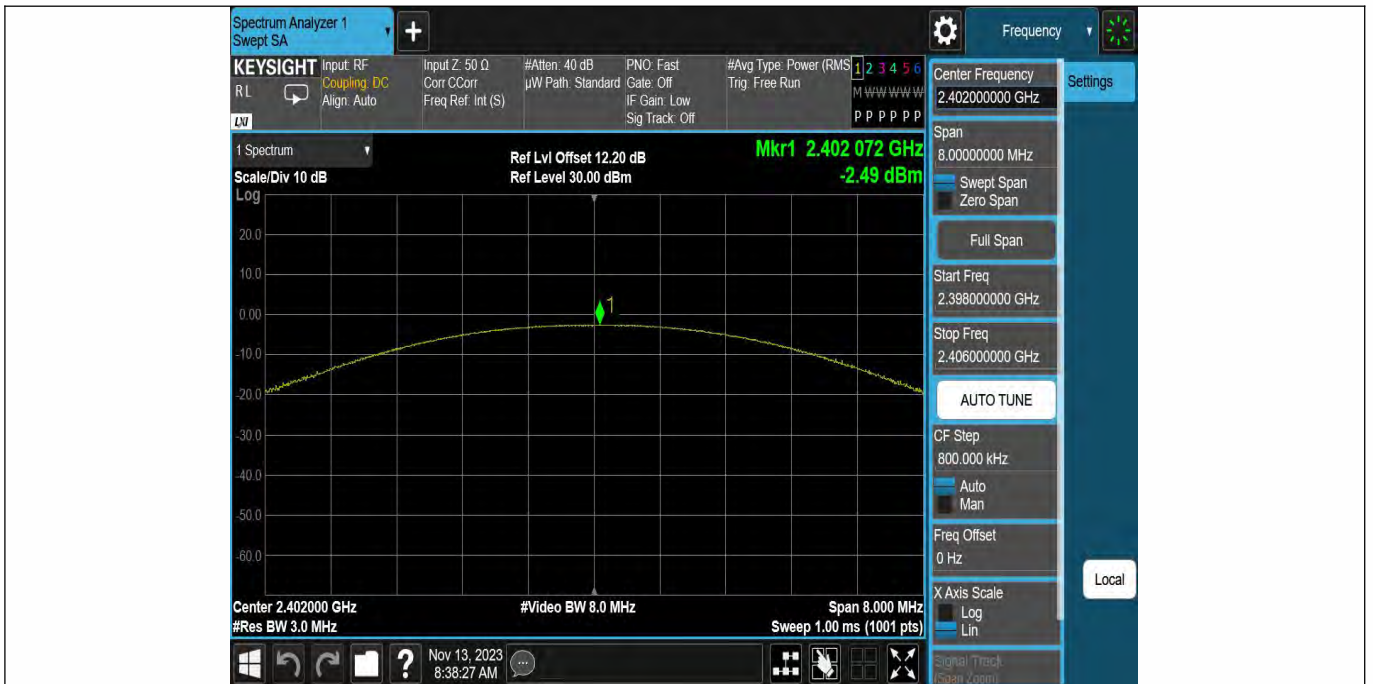 Spectrum Analyzer 1
Swept SA
+
Frequency
KEYSIGHT
RL
LXI
Input: RF
Coupling: DC
Align: Auto
Input Z: 50 Ω
Corr CCorr
Freq Ref: Int (S)
#Atten: 40 dB
µW Path: Standard
PNO: Fast
Gate: Off
IF Gain: Low
Sig Track: Off
#Avg Type: Power (RMS
Trig: Free Run
1 2 3 4 5 6
M W W W W W
P P P P P P
1 Spectrum
Scale/Div 10 dB
Log
Ref Lvl Offset 12.20 dB
Ref Level 30.00 dBm
Mkr1 2.402 072 GHz
-2.49 dBm
20.0
10.0
0.00
-10.0
-20.0
-30.0
-40.0
-50.0
-60.0
1
Center 2.402000 GHz
#Res BW 3.0 MHz
#Video BW 8.0 MHz
Span 8.000 MHz
Sweep 1.00 ms (1001 pts)
?
Nov 13, 2023
8:38:27 AM
Center Frequency
2.402000000 GHz
Span
8.00000000 MHz
Swept Span
Zero Span
Full Span
Start Freq
2.398000000 GHz
Stop Freq
2.406000000 GHz
AUTO TUNE
CF Step
800.000 kHz
Auto
Man
Freq Offset
0 Hz
X Axis Scale
Log
Lin
Signal Track
(Span Zoom)
Settings
Local